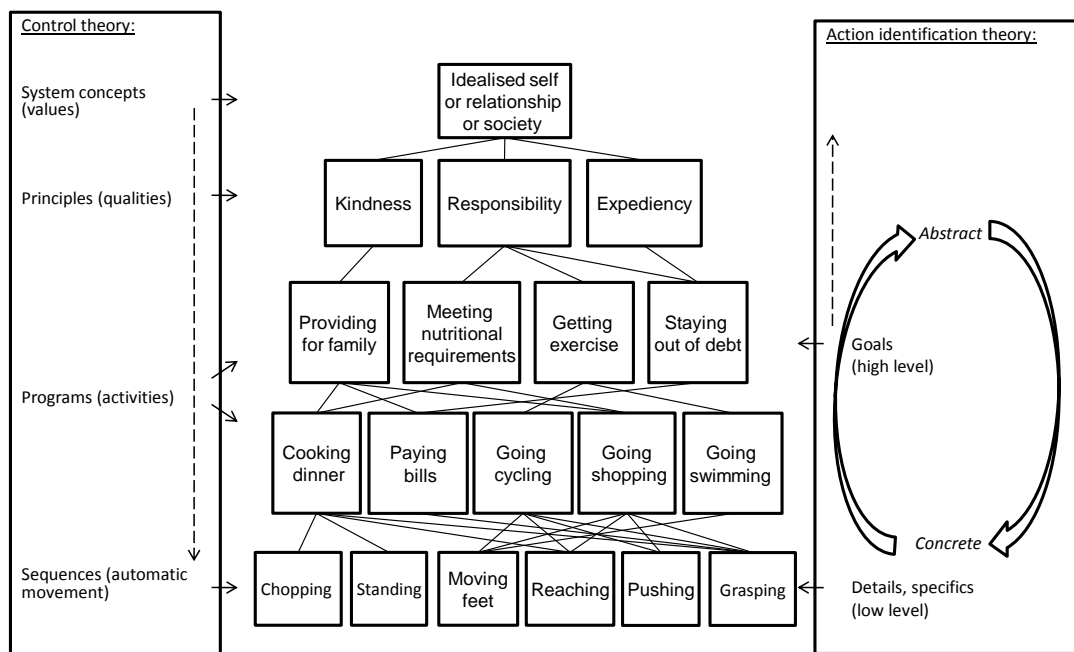 Control theory:
System concepts
(values)
Principles (qualities)
Programs (activities)
Sequences (automatic
movement)
Idealised self
or relationship
or society
Kindness
Responsibility
Expediency
Providing
for family
Meeting
nutritional
requirements
Getting
exercise
Staying
out of debt
Cooking
dinner
Paying
bills
Going
cycling
Going
shopping
Going
swimming
Chopping
Standing
Moving
feet
Reaching
Pushing
Grasping
Action identification theory:
Abstract
Goals
(high level)
Concrete
Details, specifics
(low level)